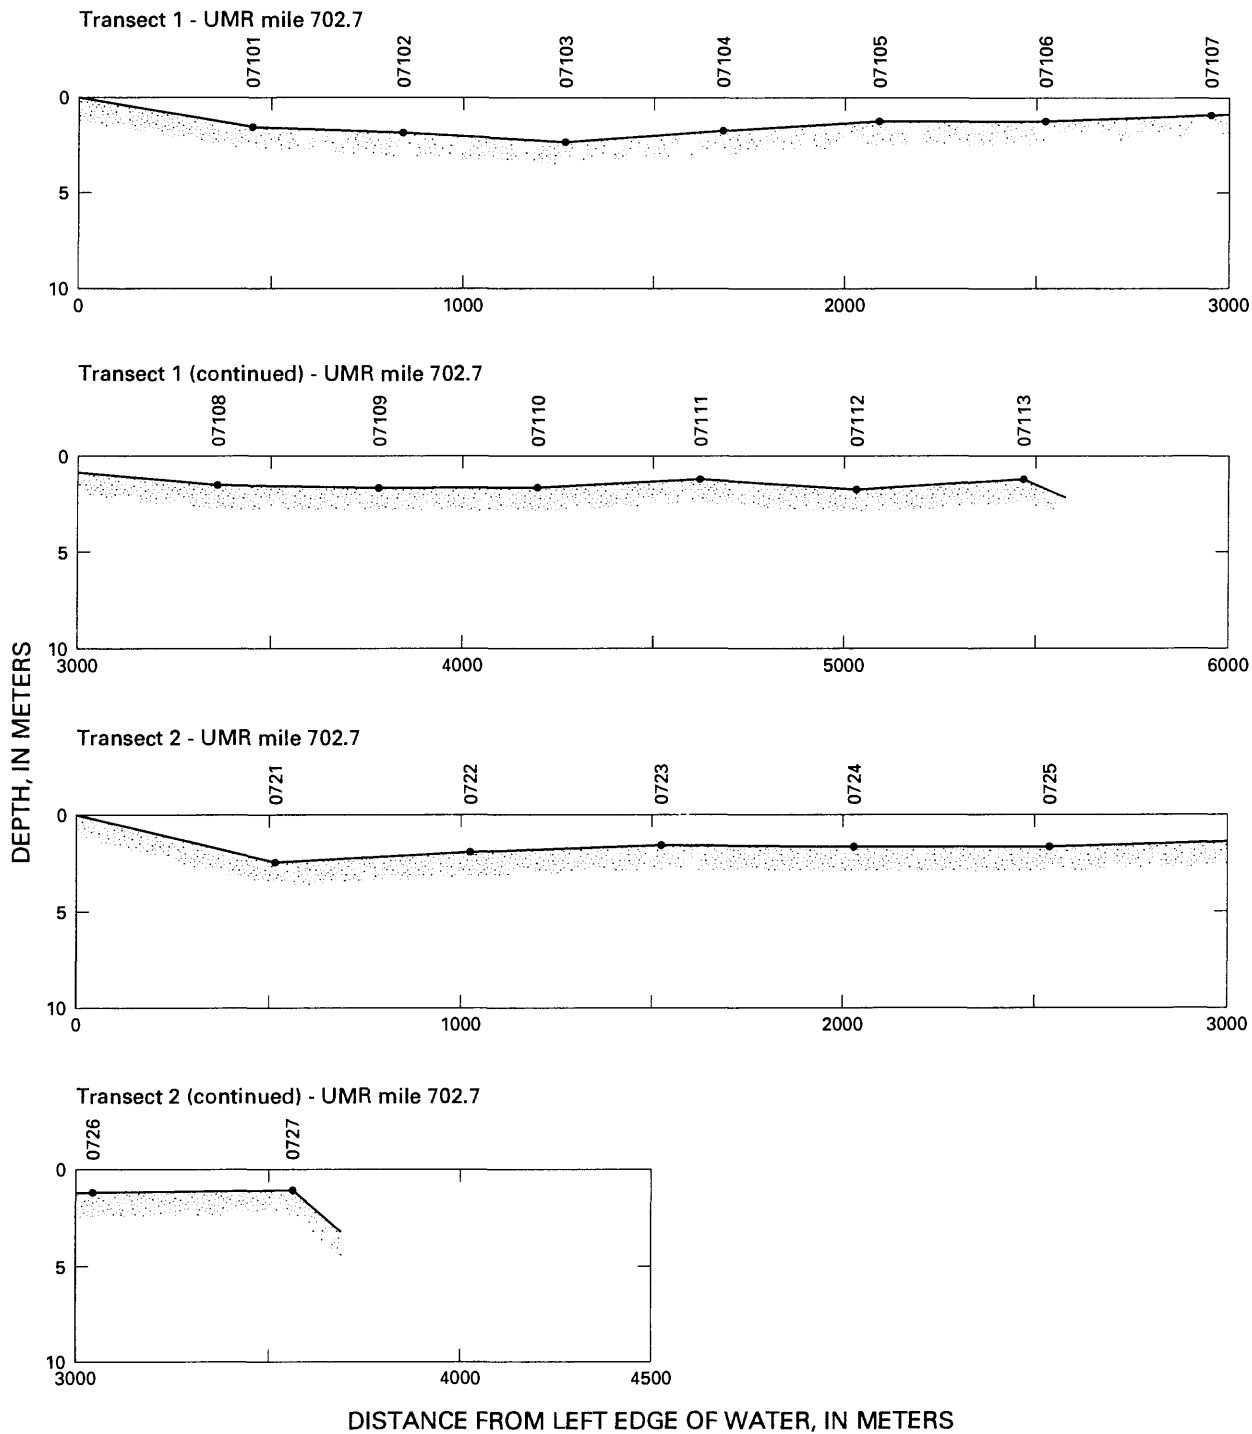 Transect 1 - UMR mile 702.7
07101 07102 07103 07104 07105 07106 07107
0
5
10
0 1000 2000 3000
Transect 1 (continued) - UMR mile 702.7
07108 07109 07110 07111 07112 07113
0
5
10
3000 4000 5000 6000
Transect 2 - UMR mile 702.7
0721 0722 0723 0724 0725
0
5
10
0 1000 2000 3000
Transect 2 (continued) - UMR mile 702.7
0726 0727
0
5
10
3000 4000 4500
DEPTH, IN METERS
DISTANCE FROM LEFT EDGE OF WATER, IN METERS